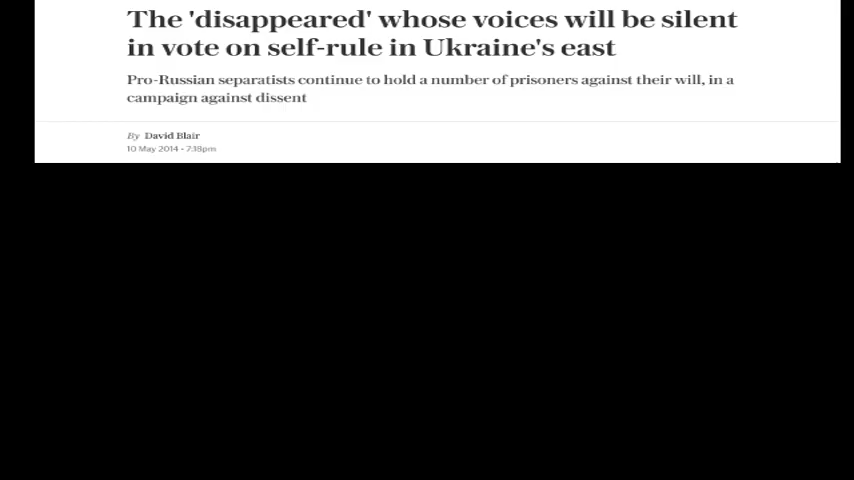 The 'disappeared' whose voices will be silent
in vote on self-rule in Ukraine's east
Pro-Russian separatists continue to hold a number of prisoners against their will, in a
campaign against dissent
By David Blair
10 May 2014 • 7:18pm